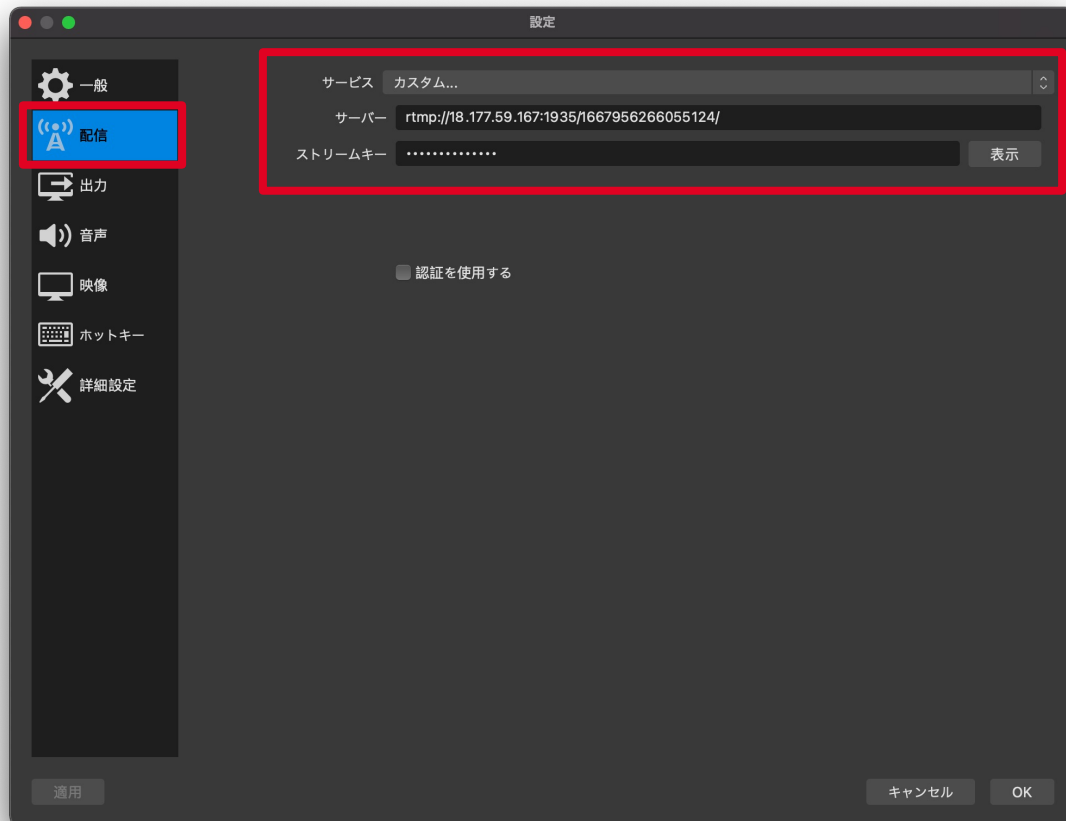 設定
一般
配信
出力
音声
映像
ホットキー
詳細設定
サービス カスタム...
サーバー rtmp://18.177.59.167:1935/1667956266055124/
ストリームキー •••••••••••••• 表示
認証を使用する
適用 キャンセル OK